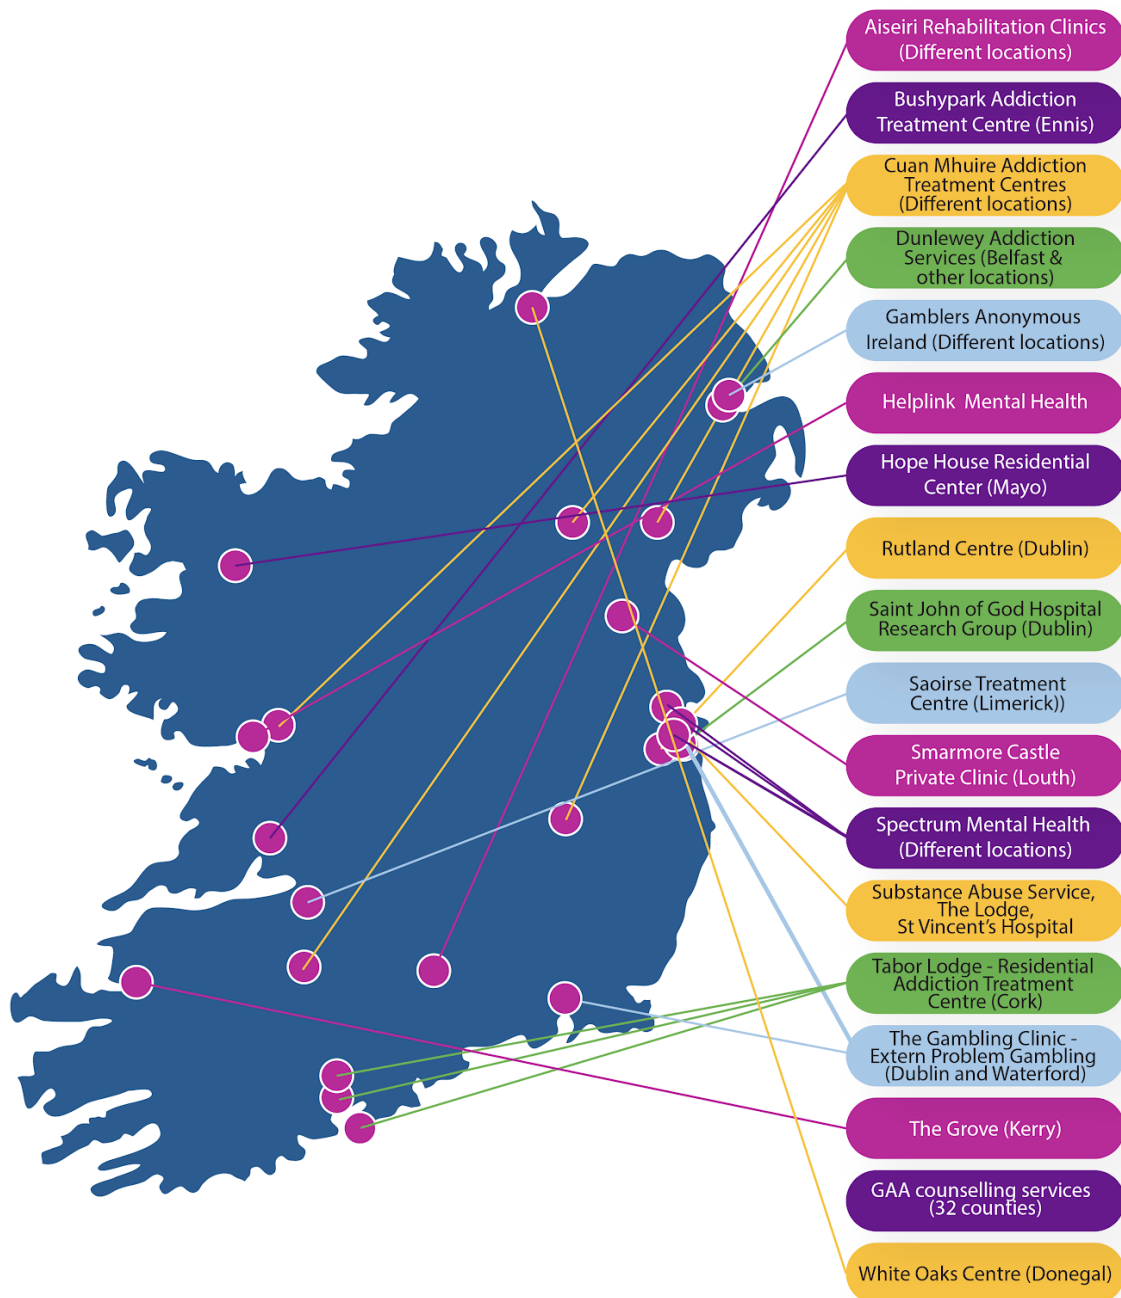 Aiseiri Rehabilitation Clinics
(Different locations)
Bushypark Addiction
Treatment Centre (Ennis)
Cuan Mhuire Addiction
Treatment Centres
(Different locations)
Dunlewey Addiction
Services (Belfast &
other locations)
Gamblers Anonymous
Ireland (Different locations)
Helplink  Mental Health
Hope House Residential
Center (Mayo)
Rutland Centre (Dublin)
Saint John of God Hospital
Research Group (Dublin)
Saoirse Treatment
Centre (Limerick))
Smarmore Castle
Private Clinic (Louth)
Spectrum Mental Health
(Different locations)
Substance Abuse Service,
The Lodge,
St Vincent’s Hospital
Tabor Lodge - Residential
Addiction Treatment
Centre (Cork)
The Gambling Clinic -
Extern Problem Gambling
(Dublin and Waterford)
The Grove (Kerry)
GAA counselling services
(32 counties)
White Oaks Centre (Donegal)